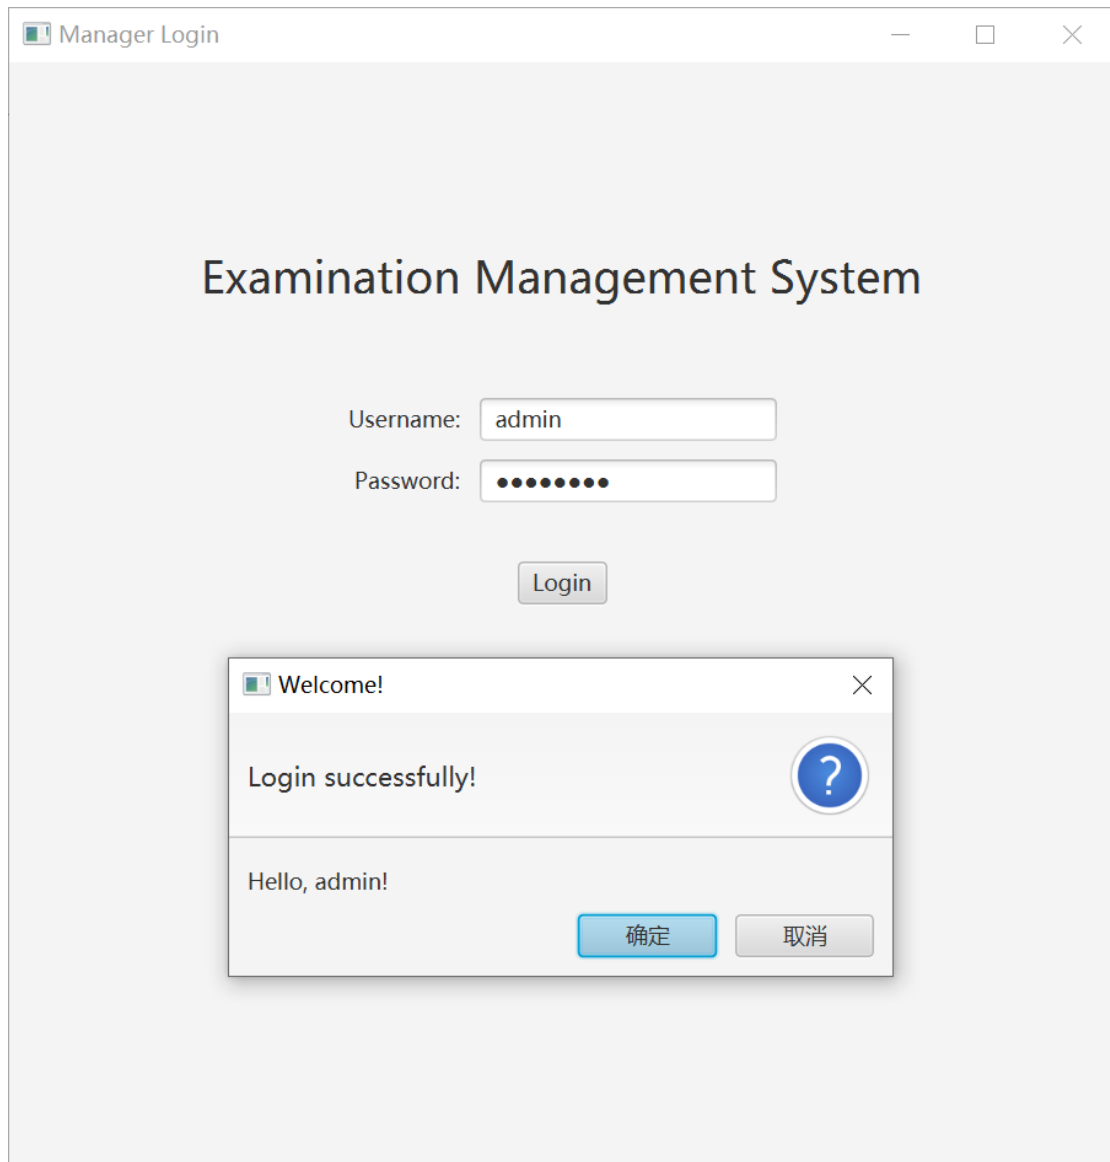 Manager Login
Examination Management System
Username: admin
Password: ●●●●●●●●
Login
Welcome!
Login successfully!
?
Hello, admin!
确定 取消